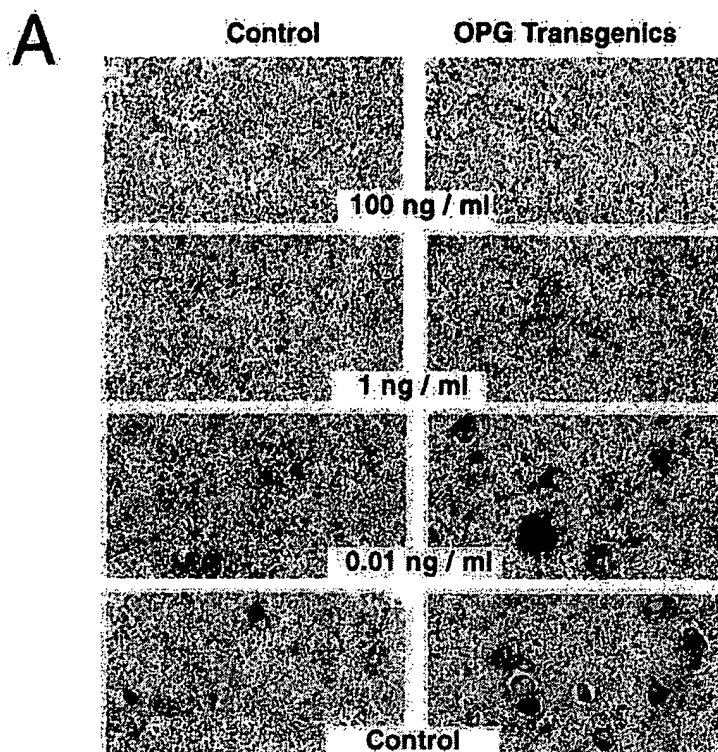 A
Control OPG Transgenics
100 ng / ml
1 ng / ml
0.01 ng / ml
Control